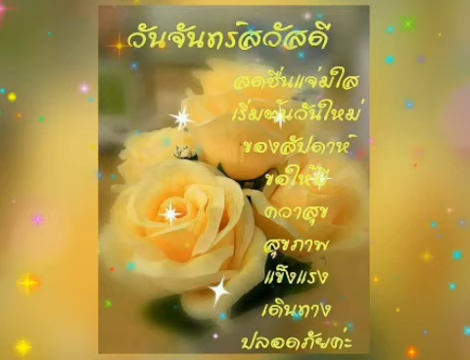 วันจันทร์สวัสดี
สดชื่นแจ่มใส
เริ่มต้นวันใหม่
ของสัปดาห์
ขอให้มี
ความสุข
สุขภาพ
แข็งแรง
เดินทาง
ปลอดภัยค่ะ